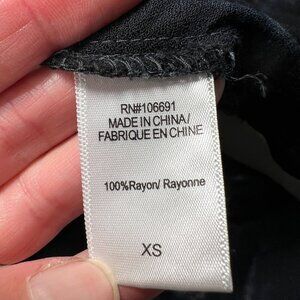 RN#106691
MADE IN CHINA/
FABRIQUE EN CHINE
100%Rayon/ Rayonne
XS